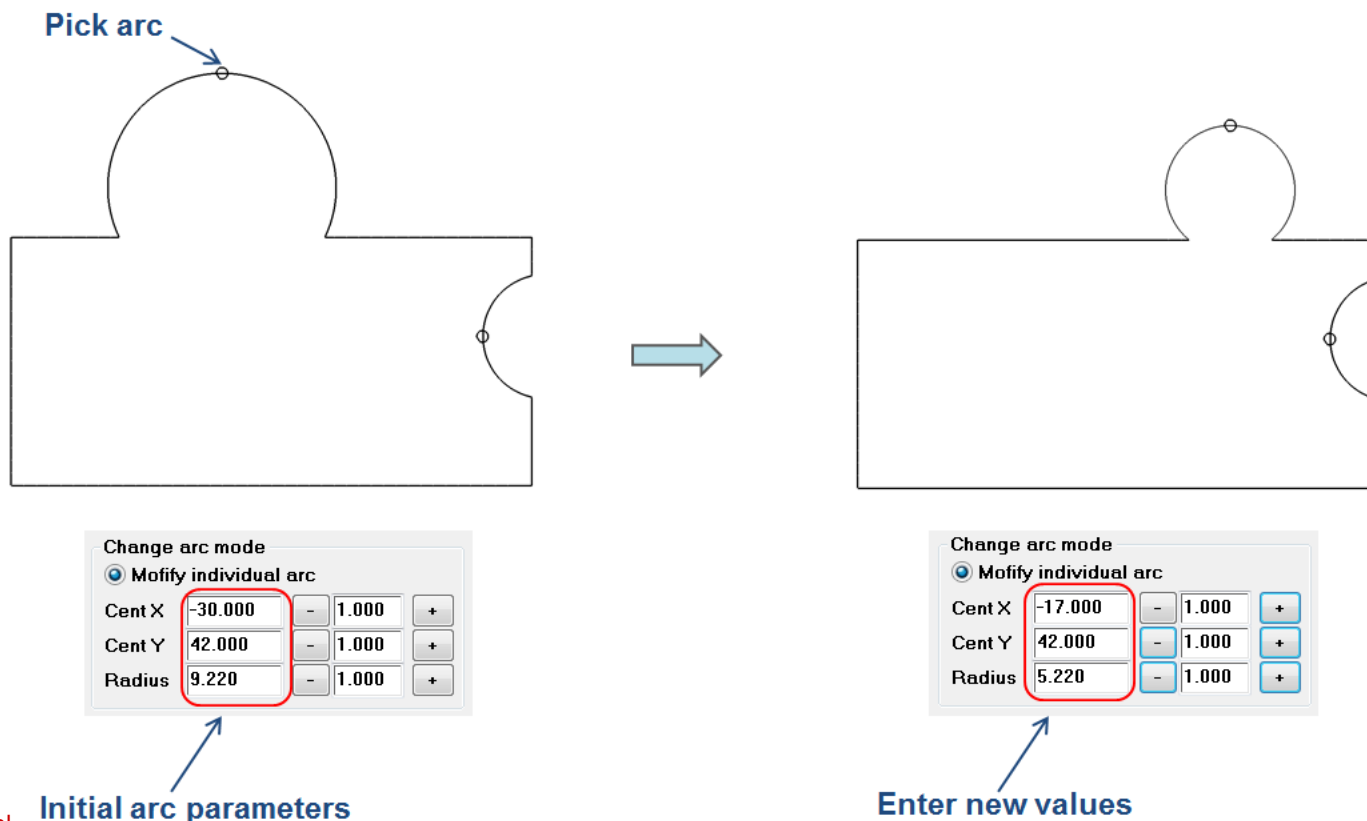 Pick arc
Change arc mode
Mofify individual arc
Cent X -30.000 - 1.000 +
Cent Y 42.000 - 1.000 +
Radius 9.220 - 1.000 +
Initial arc parameters
Change arc mode
Mofify individual arc
Cent X -17.000 - 1.000 +
Cent Y 42.000 - 1.000 +
Radius 5.220 - 1.000 +
Enter new values